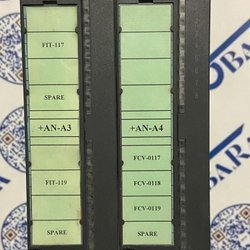 FIT-117
SPARE
+AN-A3
FIT-119
SPARE
+AN-A4
FCV-0117
FCV-0118
FCV-0119
SPARE